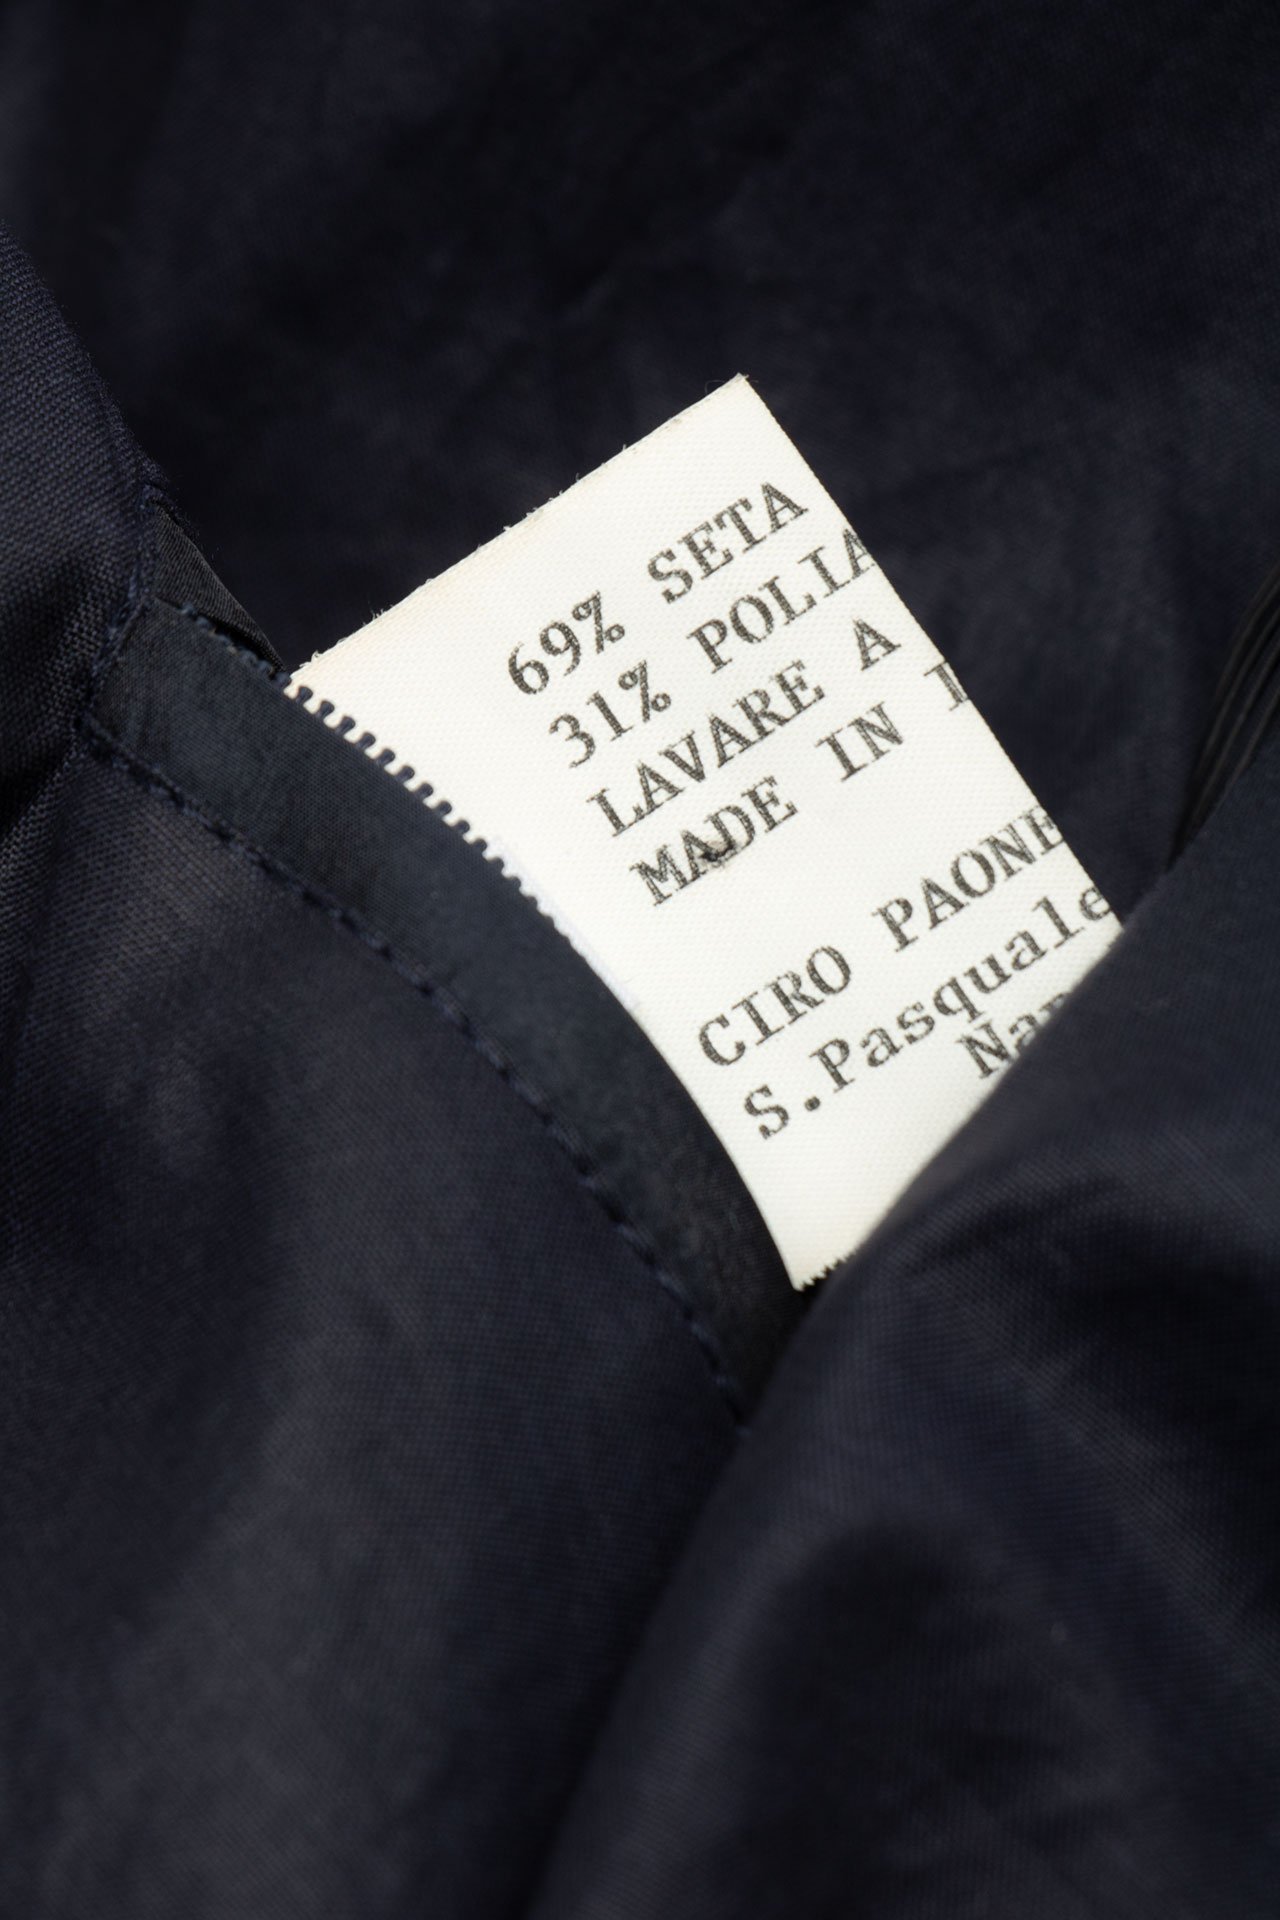 69% SETA
31% POLIA
LAVARE A
MADE IN
CIRO PAONE
S.Pasquale